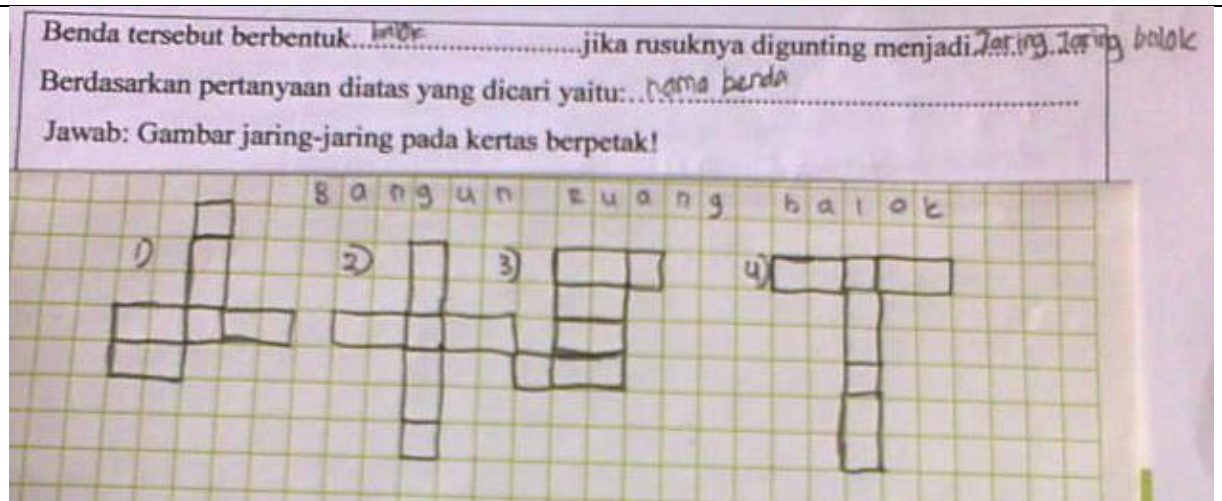 Benda tersebut berbentuk...balok..............................jika rusuknya digunting menjadi Jaring Jaring balok
Berdasarkan pertanyaan diatas yang dicari yaitu:..nama benda..............................
Jawab: Gambar jaring-jaring pada kertas berpetak!
Bangun Ruang balok
1) 2) 3) 4)